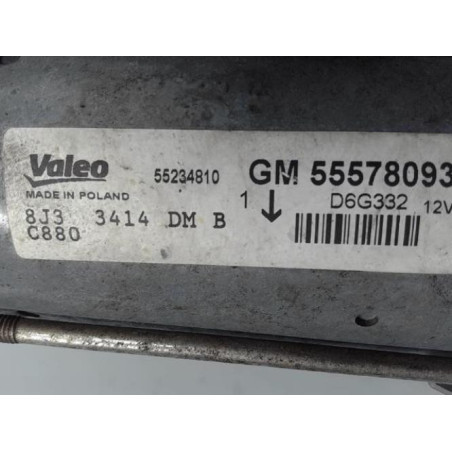 Valeo 55234810 GM 55578093
MADE IN POLAND 1 D6G332 12V
8J3 3414 DM B
C880